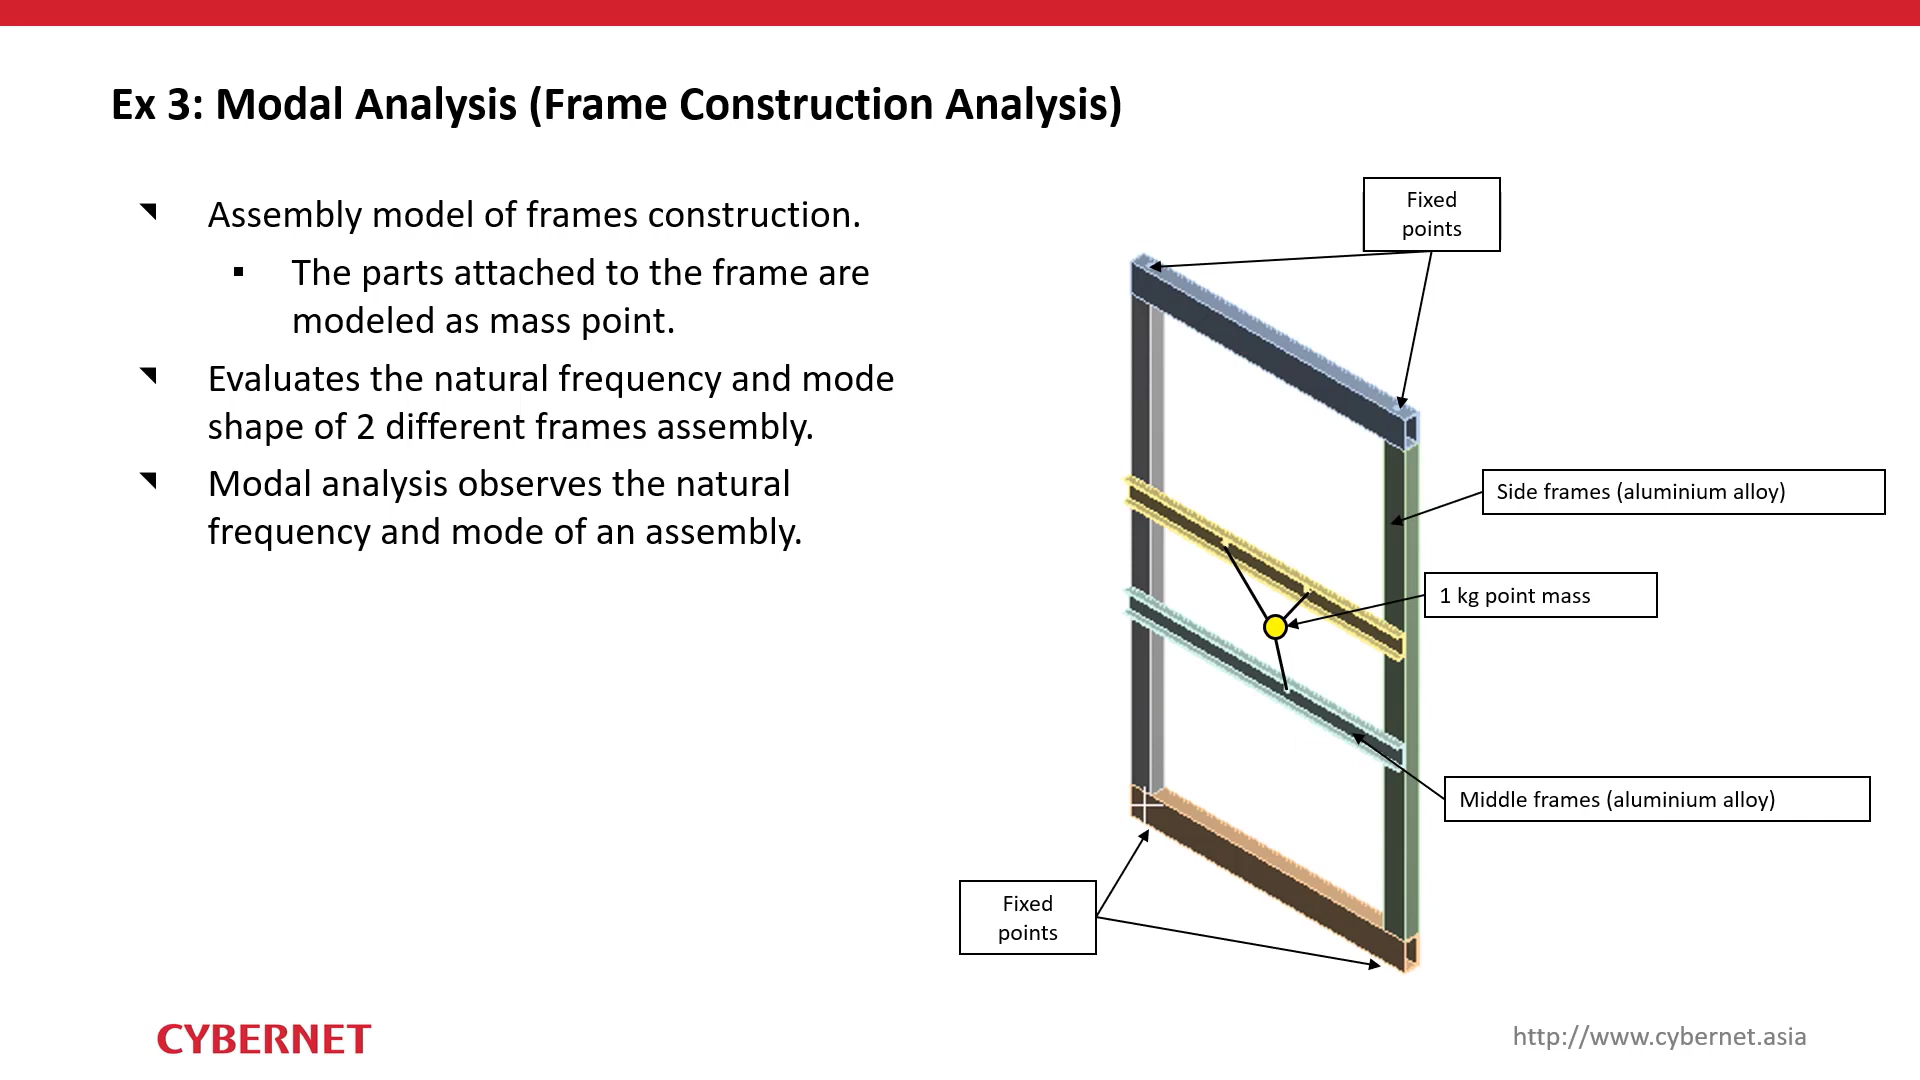 Ex 3: Modal Analysis (Frame Construction Analysis)
Assembly model of frames construction.
The parts attached to the frame are
modeled as mass point.
Evaluates the natural frequency and mode
shape of 2 different frames assembly.
Modal analysis observes the natural
frequency and mode of an assembly.
Fixed
points
Side frames (aluminium alloy)
1 kg point mass
Middle frames (aluminium alloy)
Fixed
points
CYBERNET
http://www.cybernet.asia